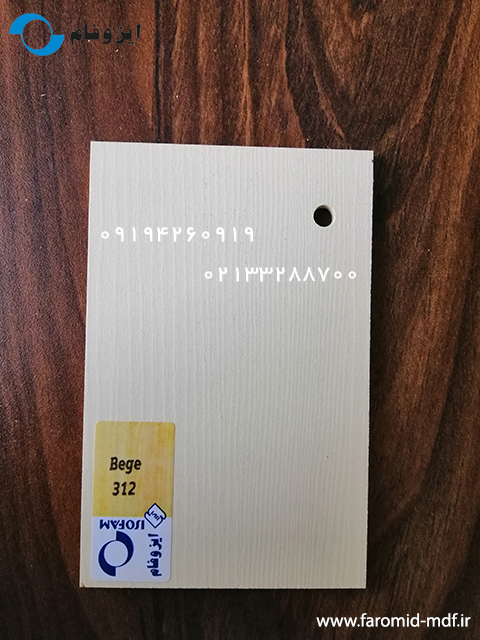 ایزوفام
۰۹۱۹۴۲۶۰۹۱۹
۰۲۱۳۳۲۸۸۷۰۰
Bege
312
ISOFAM
ایزوفام
www.faromid-mdf.ir